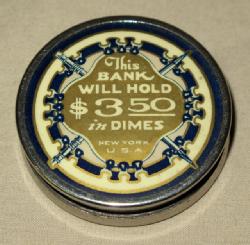 This
BANK
WILL HOLD
$3.50
in DIMES
NEW YORK
U.S.A.